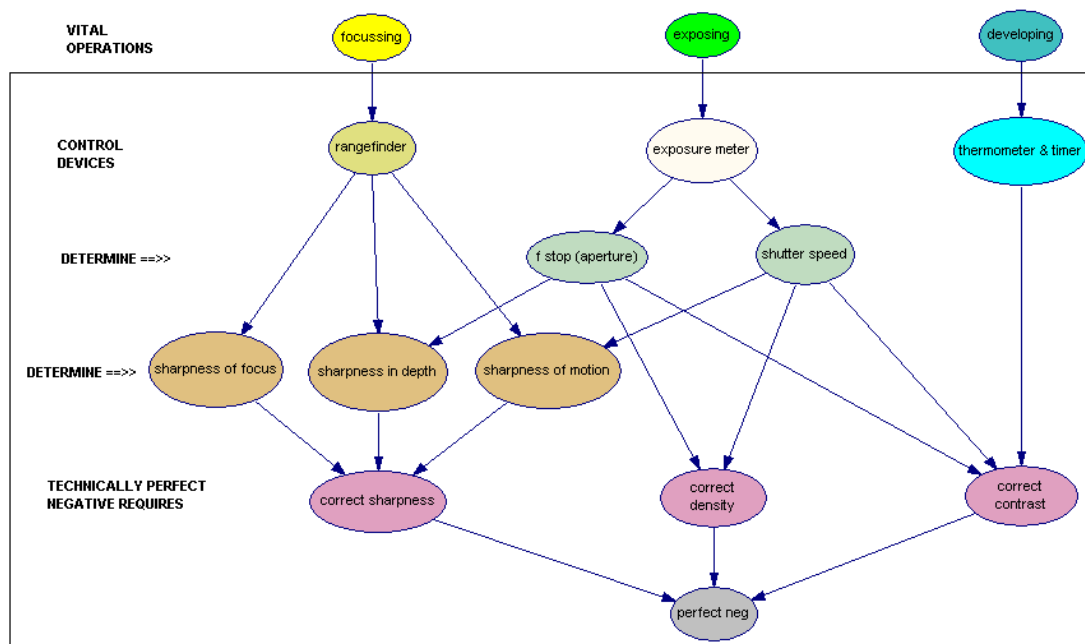 VITAL
OPERATIONS
focussing
exposing
developing
CONTROL
DEVICES
rangefinder
exposure meter
thermometer & timer
DETERMINE ==>>
f stop (aperture)
shutter speed
DETERMINE ==>>
sharpness of focus
sharpness in depth
sharpness of motion
TECHNICALLY PERFECT
NEGATIVE REQUIRES
correct sharpness
correct
density
correct
contrast
perfect neg